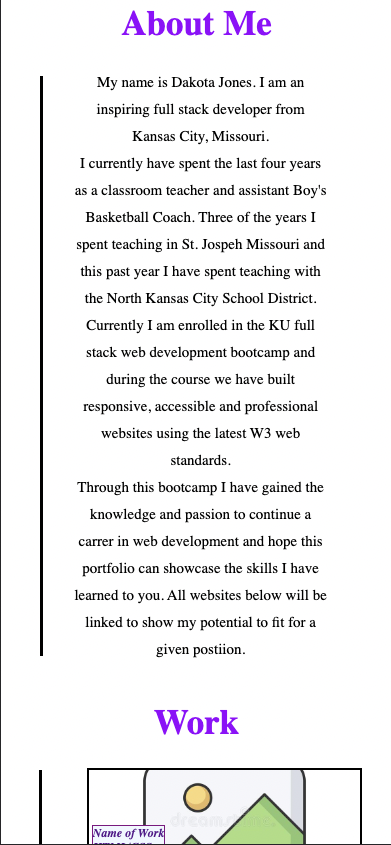 About Me
My name is Dakota Jones. I am an
inspiring full stack developer from
Kansas City, Missouri.
I currently have spent the last four years
as a classroom teacher and assistant Boy's
Basketball Coach. Three of the years I
spent teaching in St. Jospeh Missouri and
this past year I have spent teaching with
the North Kansas City School District.
Currently I am enrolled in the KU full
stack web development bootcamp and
during the course we have built
responsive, accessible and professional
websites using the latest W3 web
standards.
Through this bootcamp I have gained the
knowledge and passion to continue a
carrer in web development and hope this
portfolio can showcase the skills I have
learned to you. All websites below will be
linked to show my potential to fit for a
given postiion.
Work
Name of Work